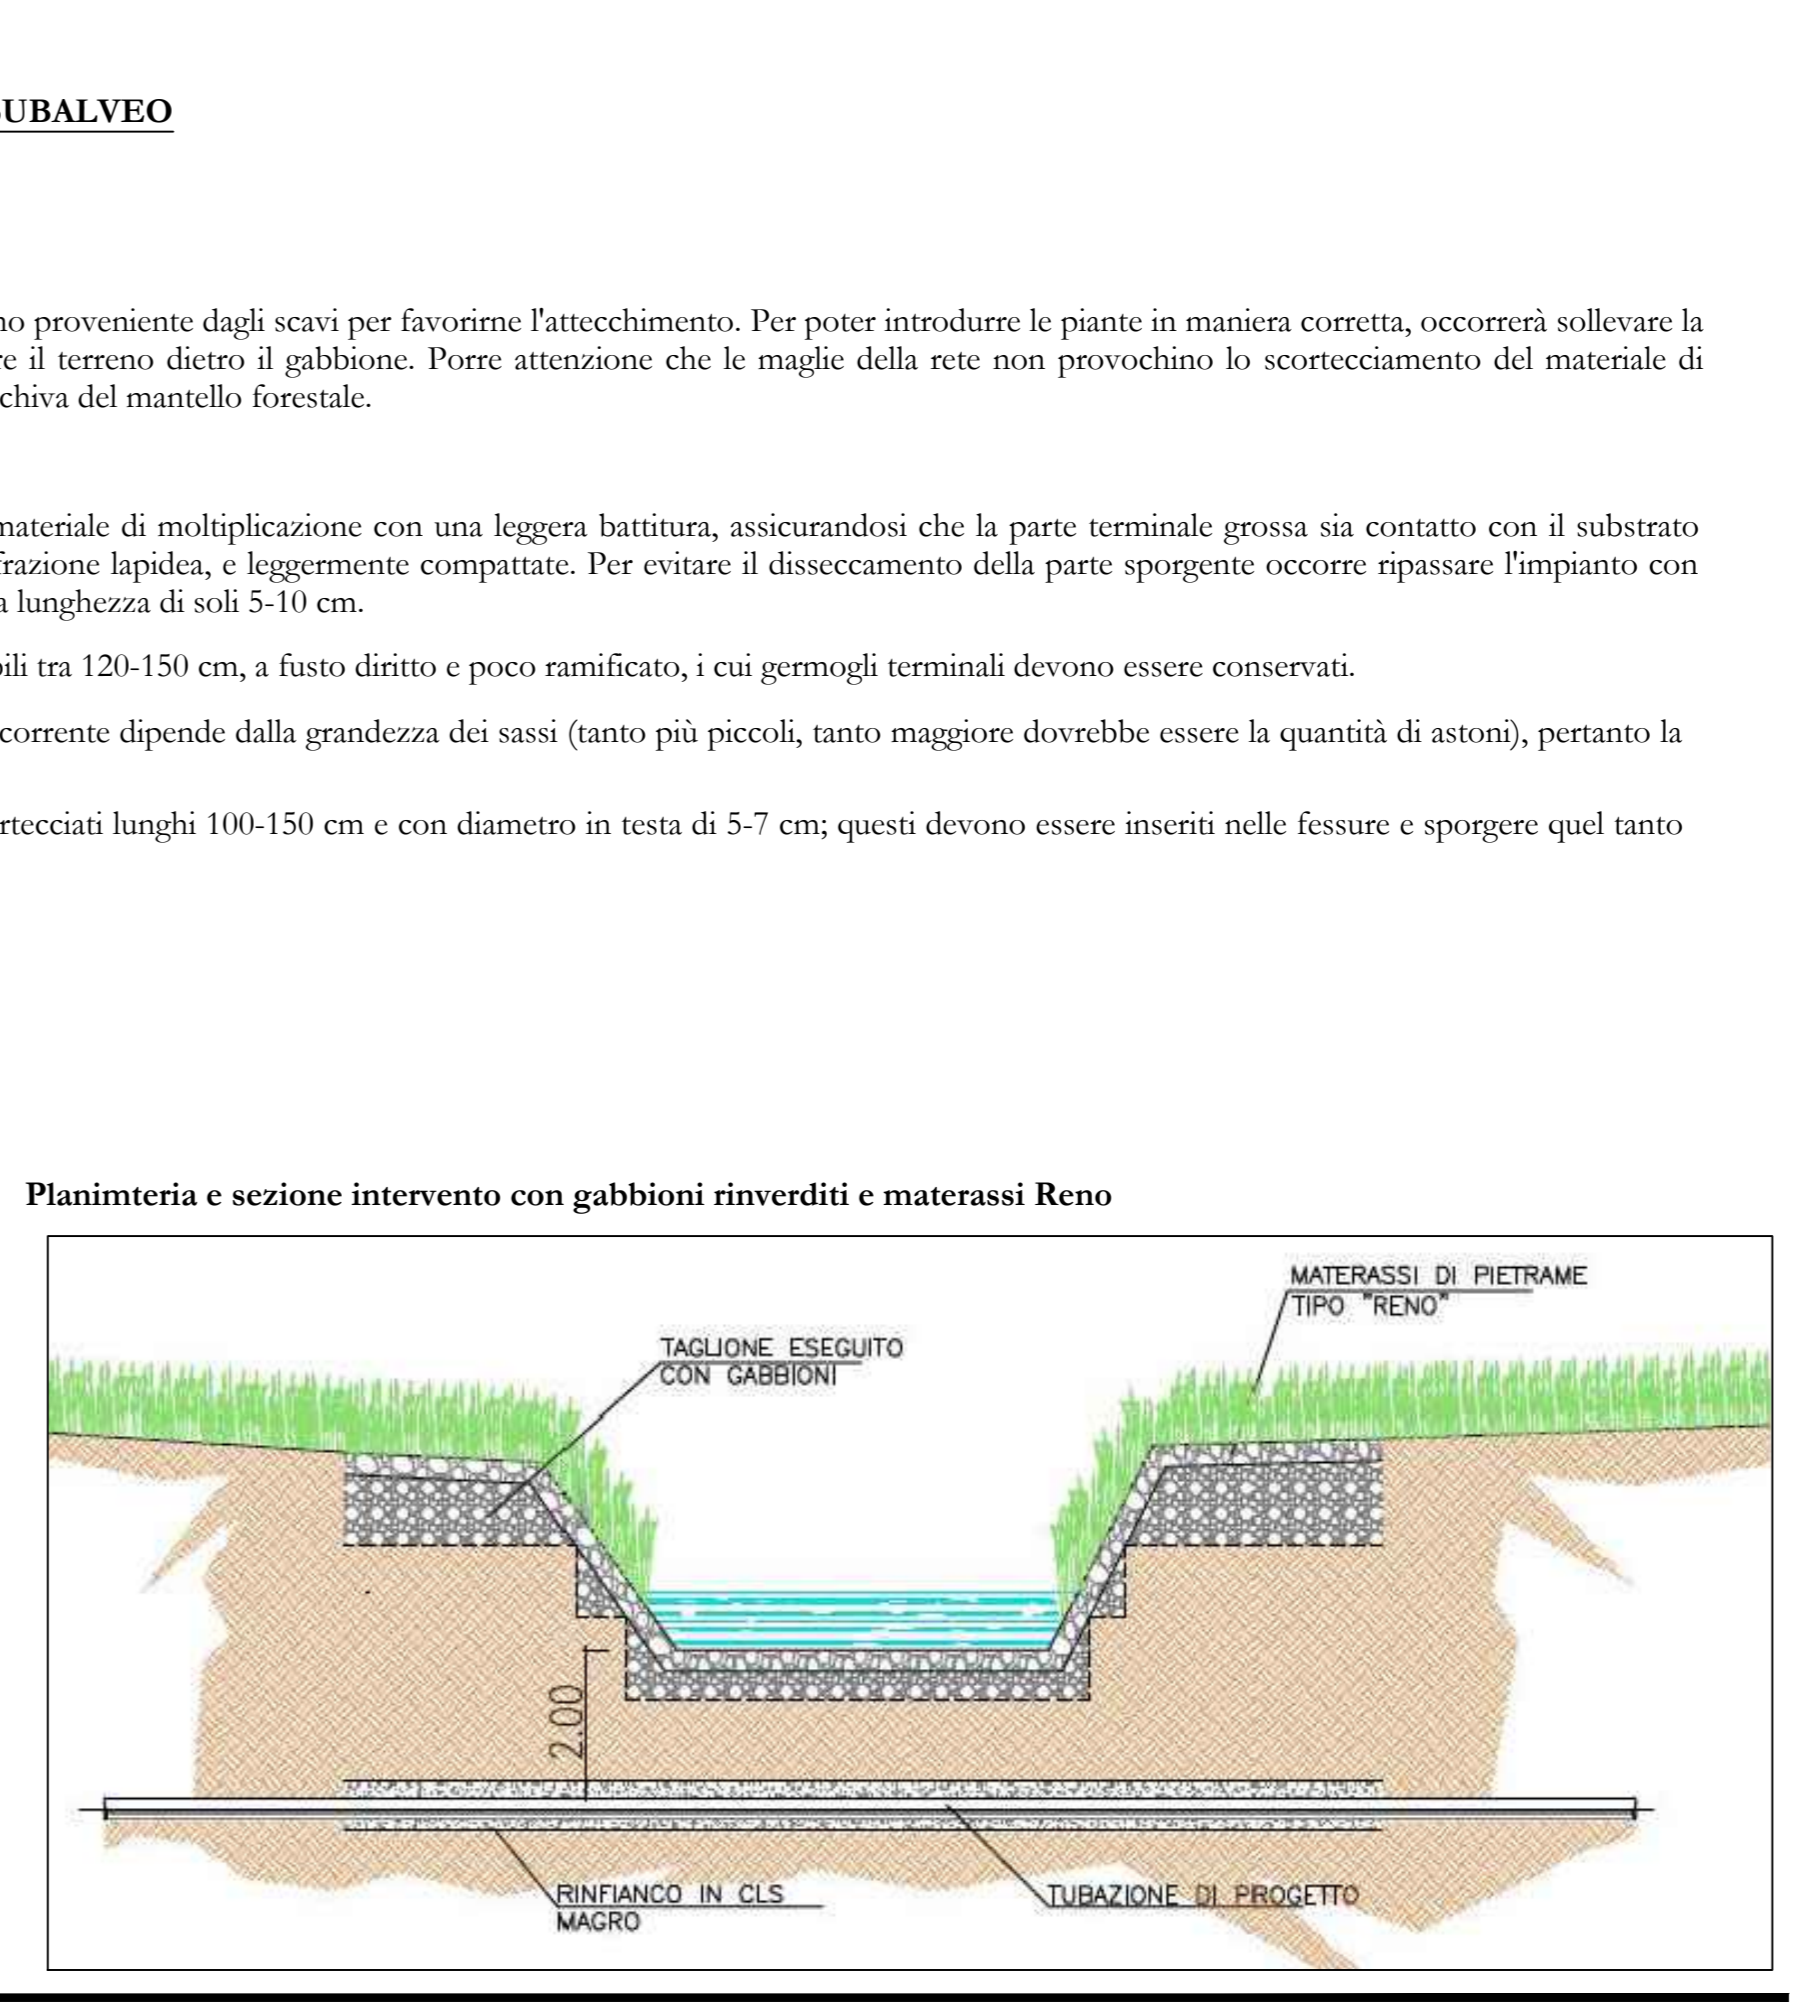 UBALVEO
no proveniente dagli scavi per favorirne l'attecchimento. Per poter introdurre le piante in maniera corretta, occorrerà sollevare la
re il terreno dietro il gabbione. Porre attenzione che le maglie della rete non provochino lo scortecciamento del materiale di
chiva del mantello forestale.
materiale di moltiplicazione con una leggera battitura, assicurandosi che la parte terminale grossa sia contatto con il substrato
frazione lapidea, e leggermente compattate. Per evitare il disseccamento della parte sporgente occorre ripassare l'impianto con
a lunghezza di soli 5-10 cm.
bili tra 120-150 cm, a fusto diritto e poco ramificato, i cui germogli terminali devono essere conservati.
corrente dipende dalla grandezza dei sassi (tanto più piccoli, tanto maggiore dovrebbe essere la quantità di astoni), pertanto la
rtecciati lunghi 100-150 cm e con diametro in testa di 5-7 cm; questi devono essere inseriti nelle fessure e sporgere quel tanto
Planimteria e sezione intervento con gabbioni rinverditi e materassi Reno
MATERASSI DI PIETRAME
TIPO "RENO"
TAGLIONE ESEGUITO
CON GABBIONI
2.00
RINFIANCO IN CLS
MAGRO
TUBAZIONE DI PROGETTO